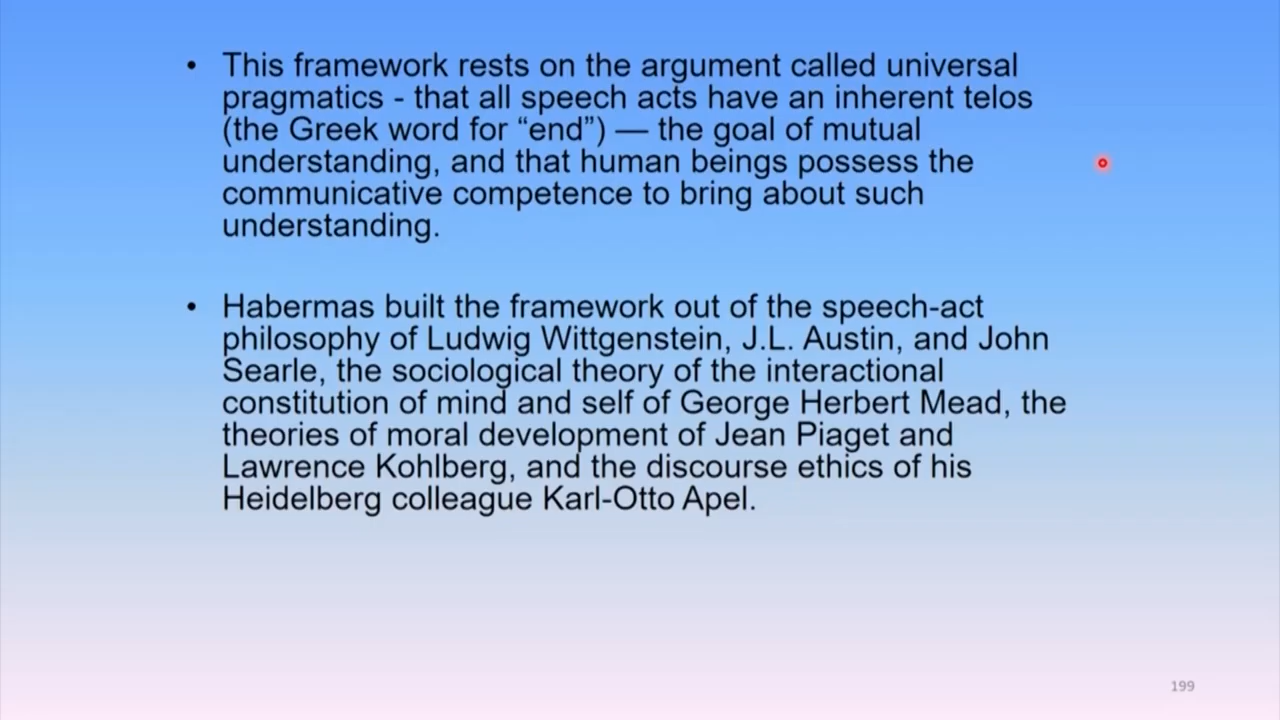 • This framework rests on the argument called universal
pragmatics - that all speech acts have an inherent telos
(the Greek word for “end”) — the goal of mutual
understanding, and that human beings possess the
communicative competence to bring about such
understanding.
• Habermas built the framework out of the speech-act
philosophy of Ludwig Wittgenstein, J.L. Austin, and John
Searle, the sociological theory of the interactional
constitution of mind and self of George Herbert Mead, the
theories of moral development of Jean Piaget and
Lawrence Kohlberg, and the discourse ethics of his
Heidelberg colleague Karl-Otto Apel.
199